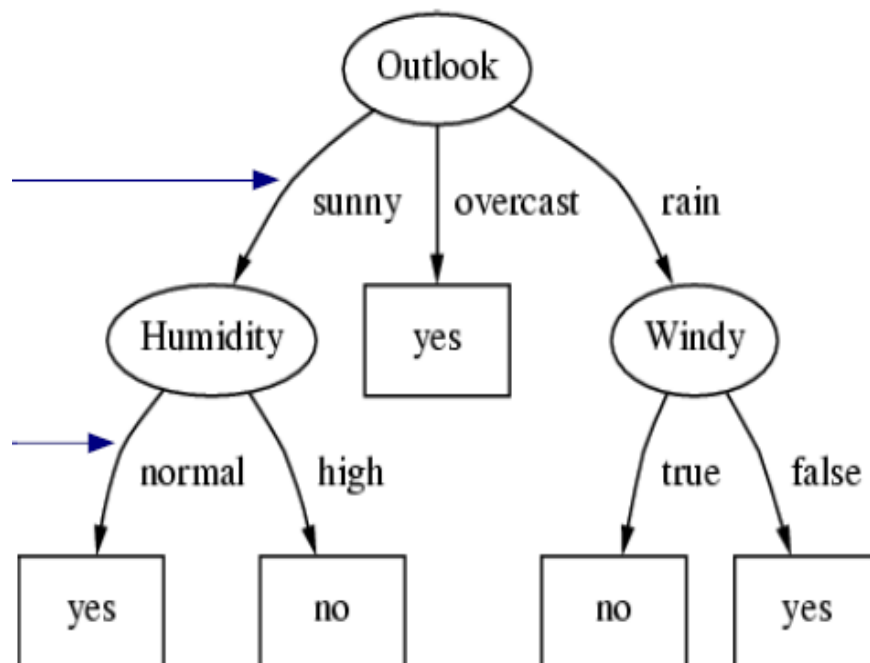 Outlook
sunny overcast rain
Humidity yes Windy
normal high true false
yes no no yes